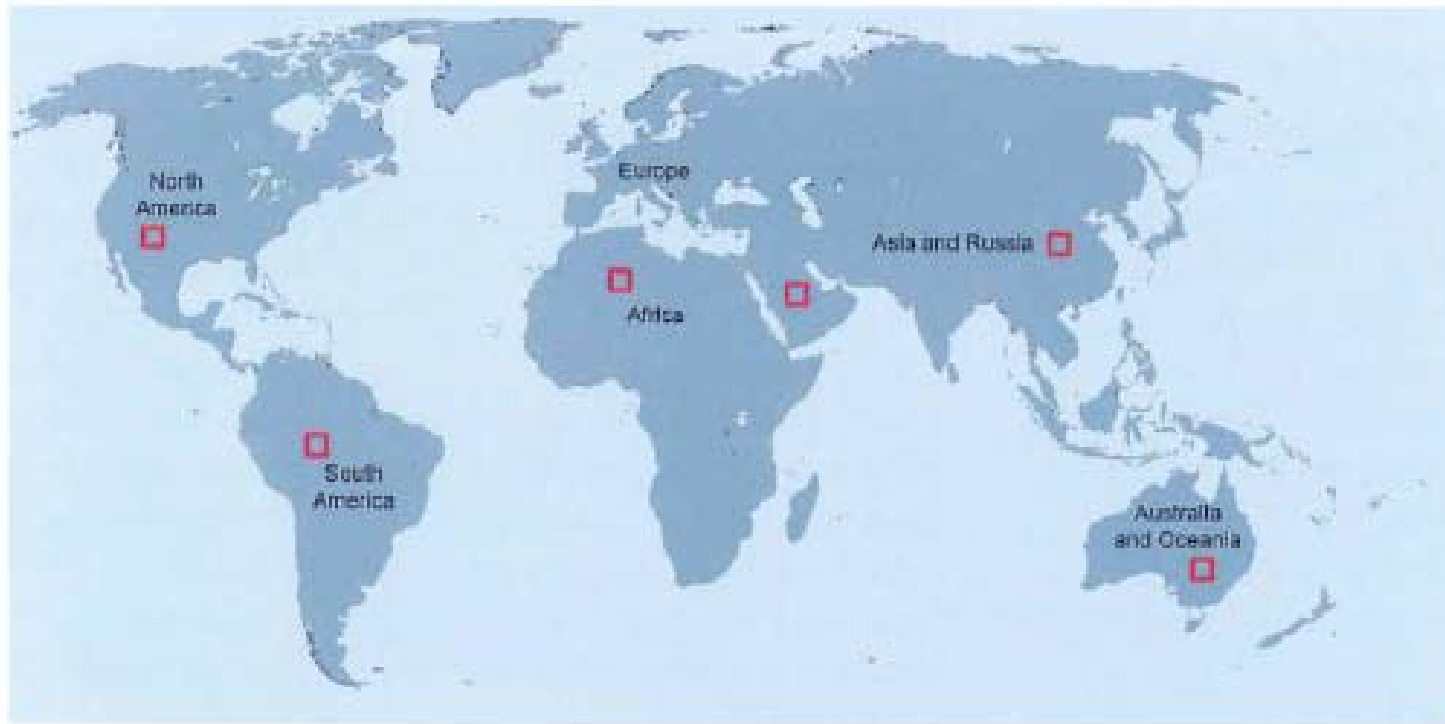 North
America
Europe
Asia and Russia
Africa
South
America
Australia
and Oceania